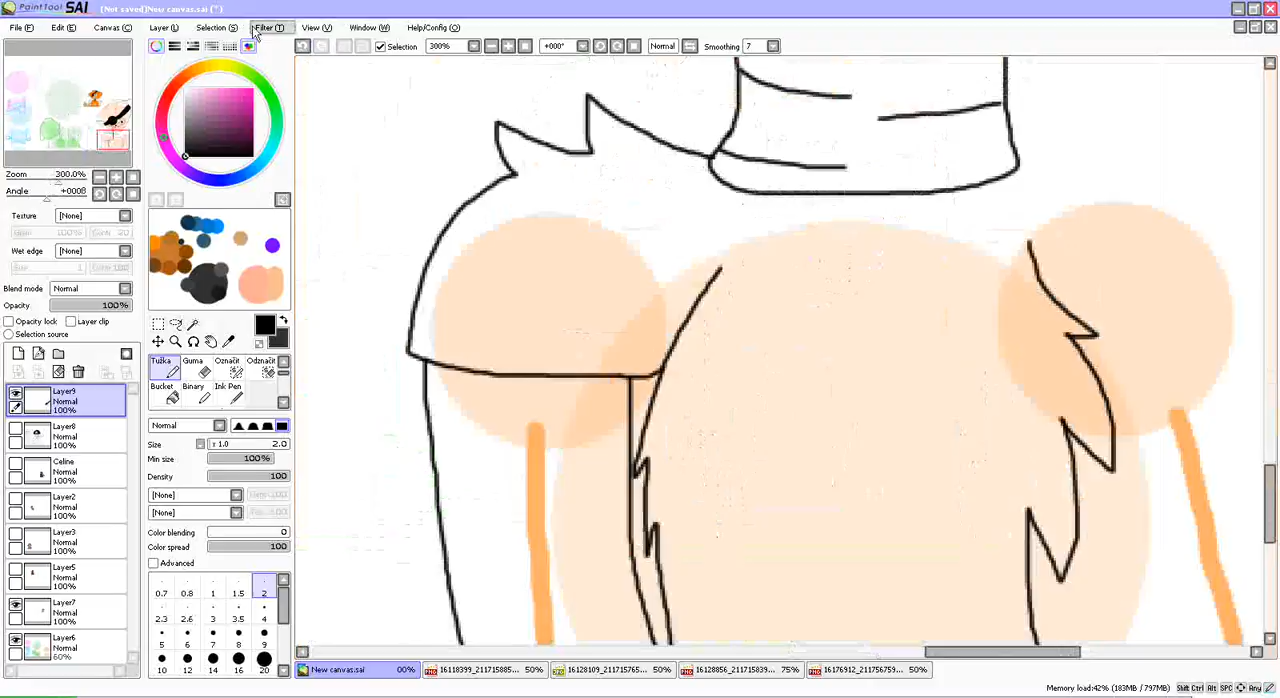 PaintTool SAI (Not saved)New canvas.sai (*)
File (F) Edit (E) Canvas (C) Layer (L) Selection (S) Filter (T) View (V) Window (W) Help/Config (O)
Selection 300% +000° Normal Smoothing 7
Zoom 300.0%
Angle +000θ
Texture [None]
Wet edge [None]
Blend mode Normal
Opacity 100%
Opacity lock Layer clip
Selection source
Layer9
Normal
100%
Layer8
Normal
100%
Celine
Normal
100%
Layer2
Normal
100%
Layer3
Normal
100%
Layer5
Normal
100%
Layer7
Normal
100%
Layer6
Normal
60%
Tužka Guma Označit Odznačit
Bucket Binary Ink Pen
Normal
Size x 1.0 2.0
Min size 100%
Density 100
[None]
[None]
Color blending 0
Color spread 100
Advanced
0.7 0.8 1 1.5 2
2.3 2.6 3 3.5 4
5 6 7 8 9
10 12 14 16 20
New canvas.sai 00% 16118399_211715885... 50% 16128109_211715765... 50% 16128856_211715839... 75% 16176912_211756759... 50%
Memory load:42% (183MB / 797MB) Shift Ctrl Alt SPC Any